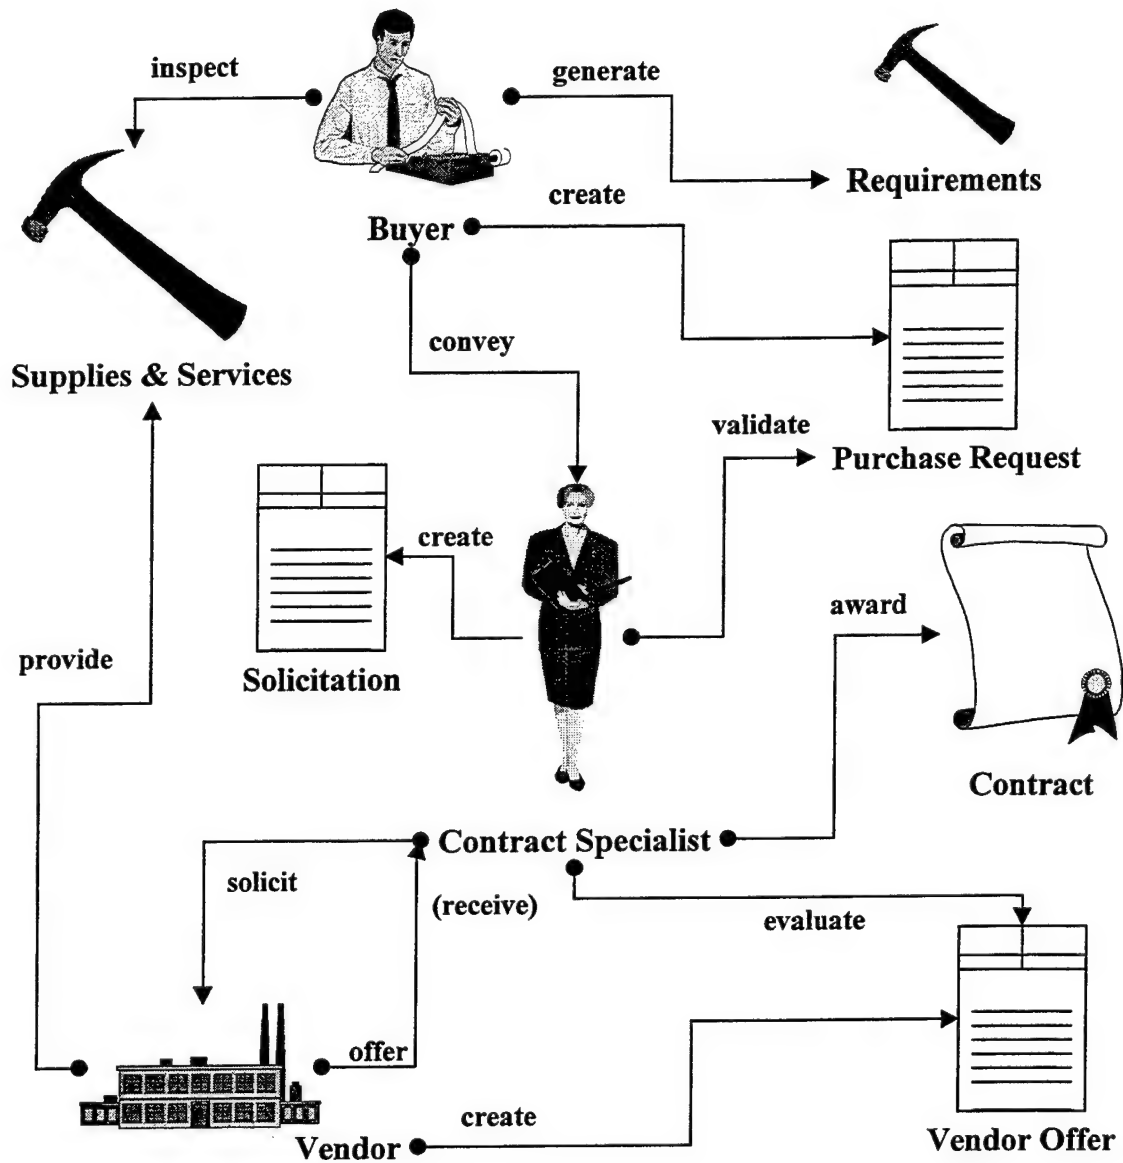 inspect
generate
Requirements
create
Buyer
convey
Supplies & Services
validate
Purchase Request
create
award
provide
Solicitation
Contract
Contract Specialist
solicit
(receive)
evaluate
offer
create
Vendor
Vendor Offer